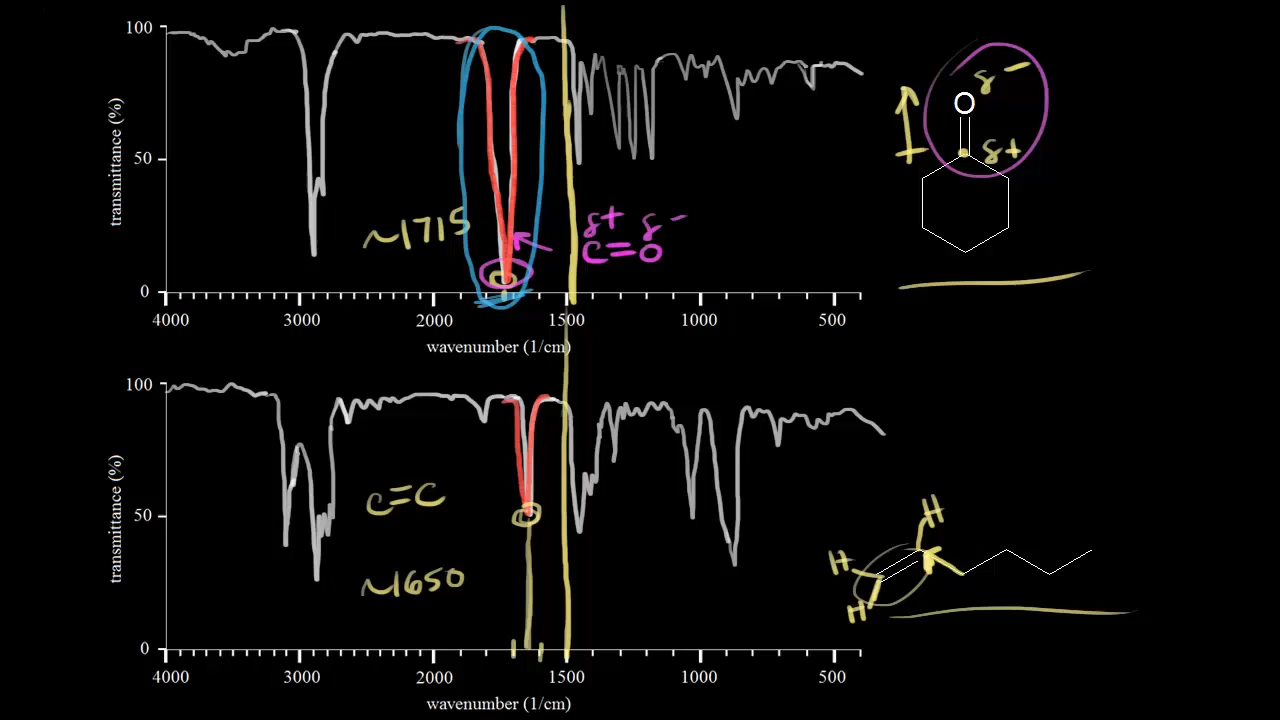 100
50
0
transmittance (%)
4000 3000 2000 1500 1000 500
wavenumber (1/cm)
~1715
δ+ δ-
C=O
O
δ-
δ+
100
50
0
transmittance (%)
4000 3000 2000 1500 1000 500
wavenumber (1/cm)
C=C
~1650
H
H
H